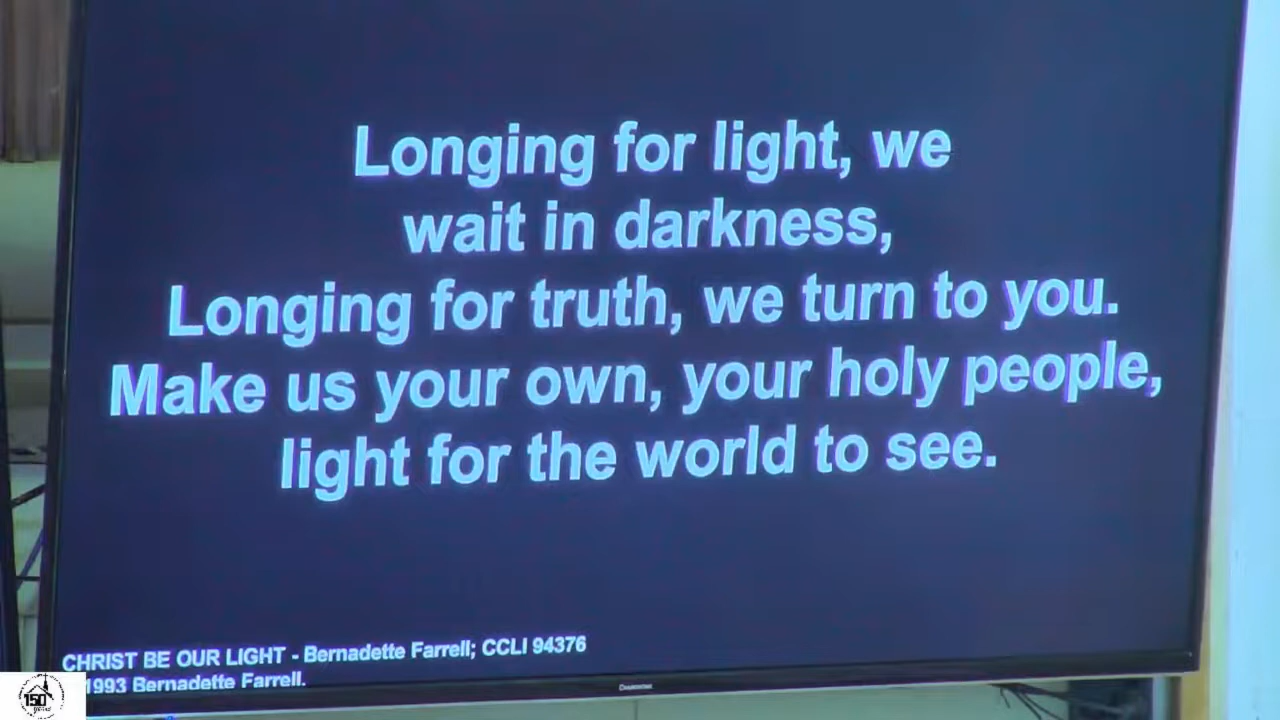 Longing for light, we
wait in darkness,
Longing for truth, we turn to you.
Make us your own, your holy people,
light for the world to see.
CHRIST BE OUR LIGHT - Bernadette Farrell; CCLI 94376
1993 Bernadette Farrell.
150